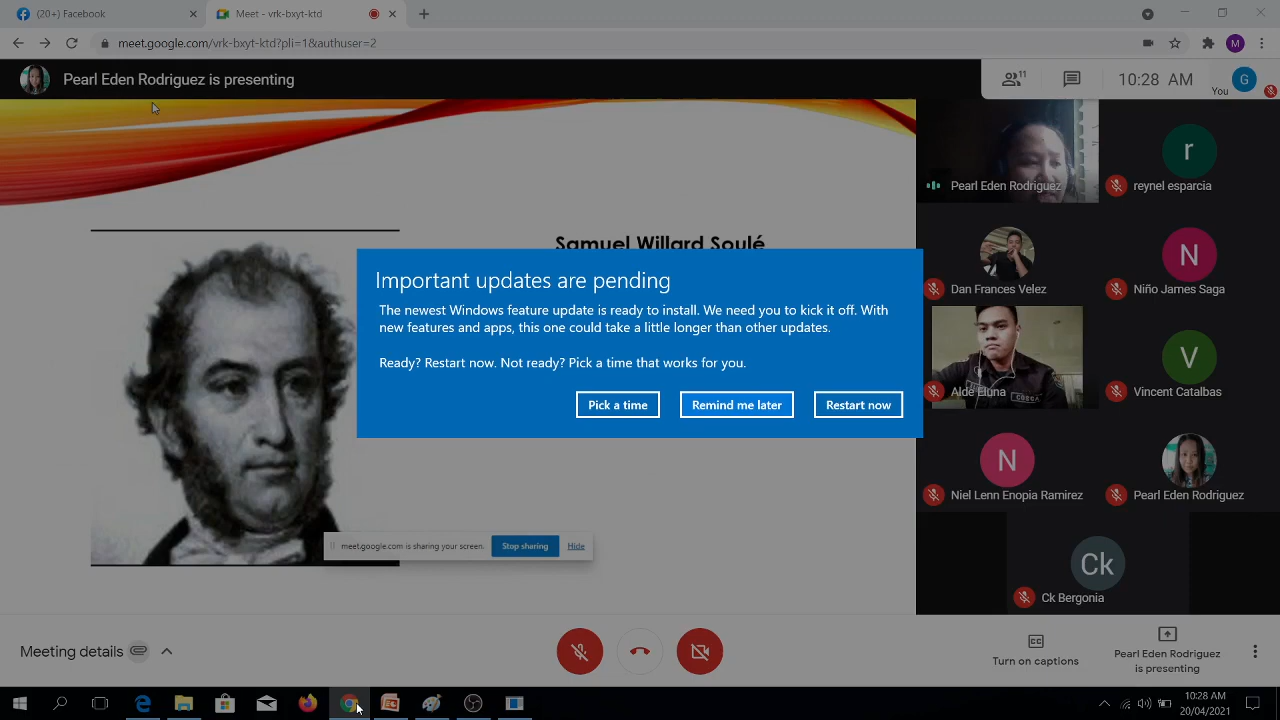 (20+) Facebook
Meet - vrk-bxyt-ktd
meet.google.com/vrk-bxyt-ktd?pli=1&authuser=2
M
Pearl Eden Rodriguez is presenting
11
10:28 AM
You
G
Samuel Willard Soulé
Important updates are pending
The newest Windows feature update is ready to install. We need you to kick it off. With
new features and apps, this one could take a little longer than other updates.
Ready? Restart now. Not ready? Pick a time that works for you.
Pick a time
Remind me later
Restart now
meet.google.com is sharing your screen.
Stop sharing
Hide
Pearl Eden Rodriguez
r
reynel esparcia
Dan Frances Velez
N
Niño James Saga
V
Vincent Catalbas
N
Niel Lenn Enopia Ramirez
Pearl Eden Rodriguez
Ck
Ck Bergonia
Meeting details
CC
Turn on captions
Pearl Eden Rodriguez
is presenting
10:28 AM
20/04/2021